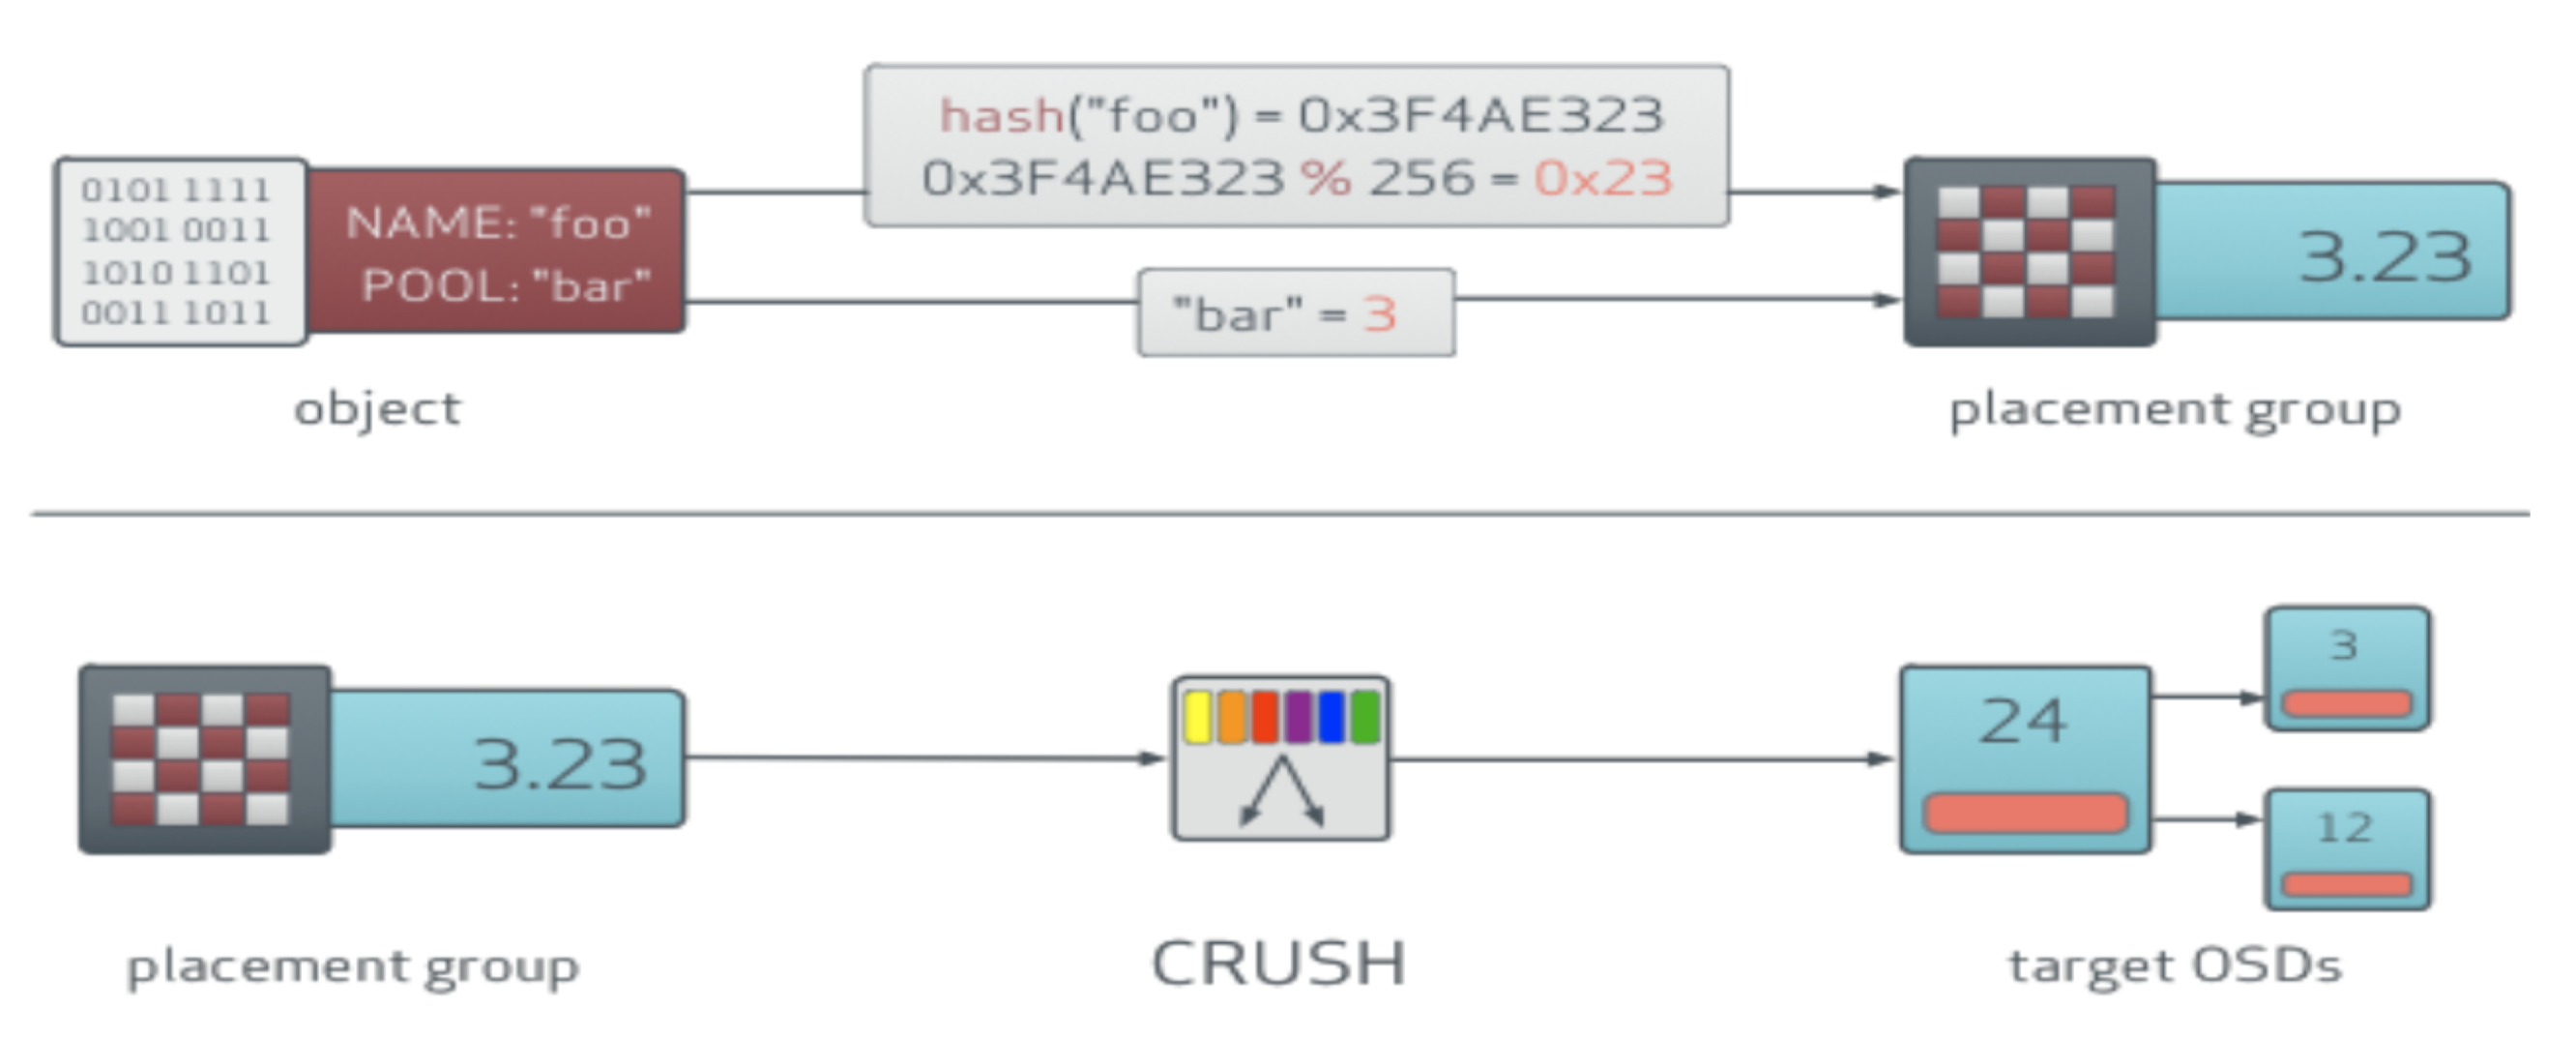 0101 1111
1001 0011
1010 1101
0011 1011
NAME: "foo"
POOL: "bar"
object
hash("foo") = 0x3F4AE323
0x3F4AE323 % 256 = 0x23
"bar" = 3
3.23
placement group
3.23
placement group
CRUSH
24
3
12
target OSDs